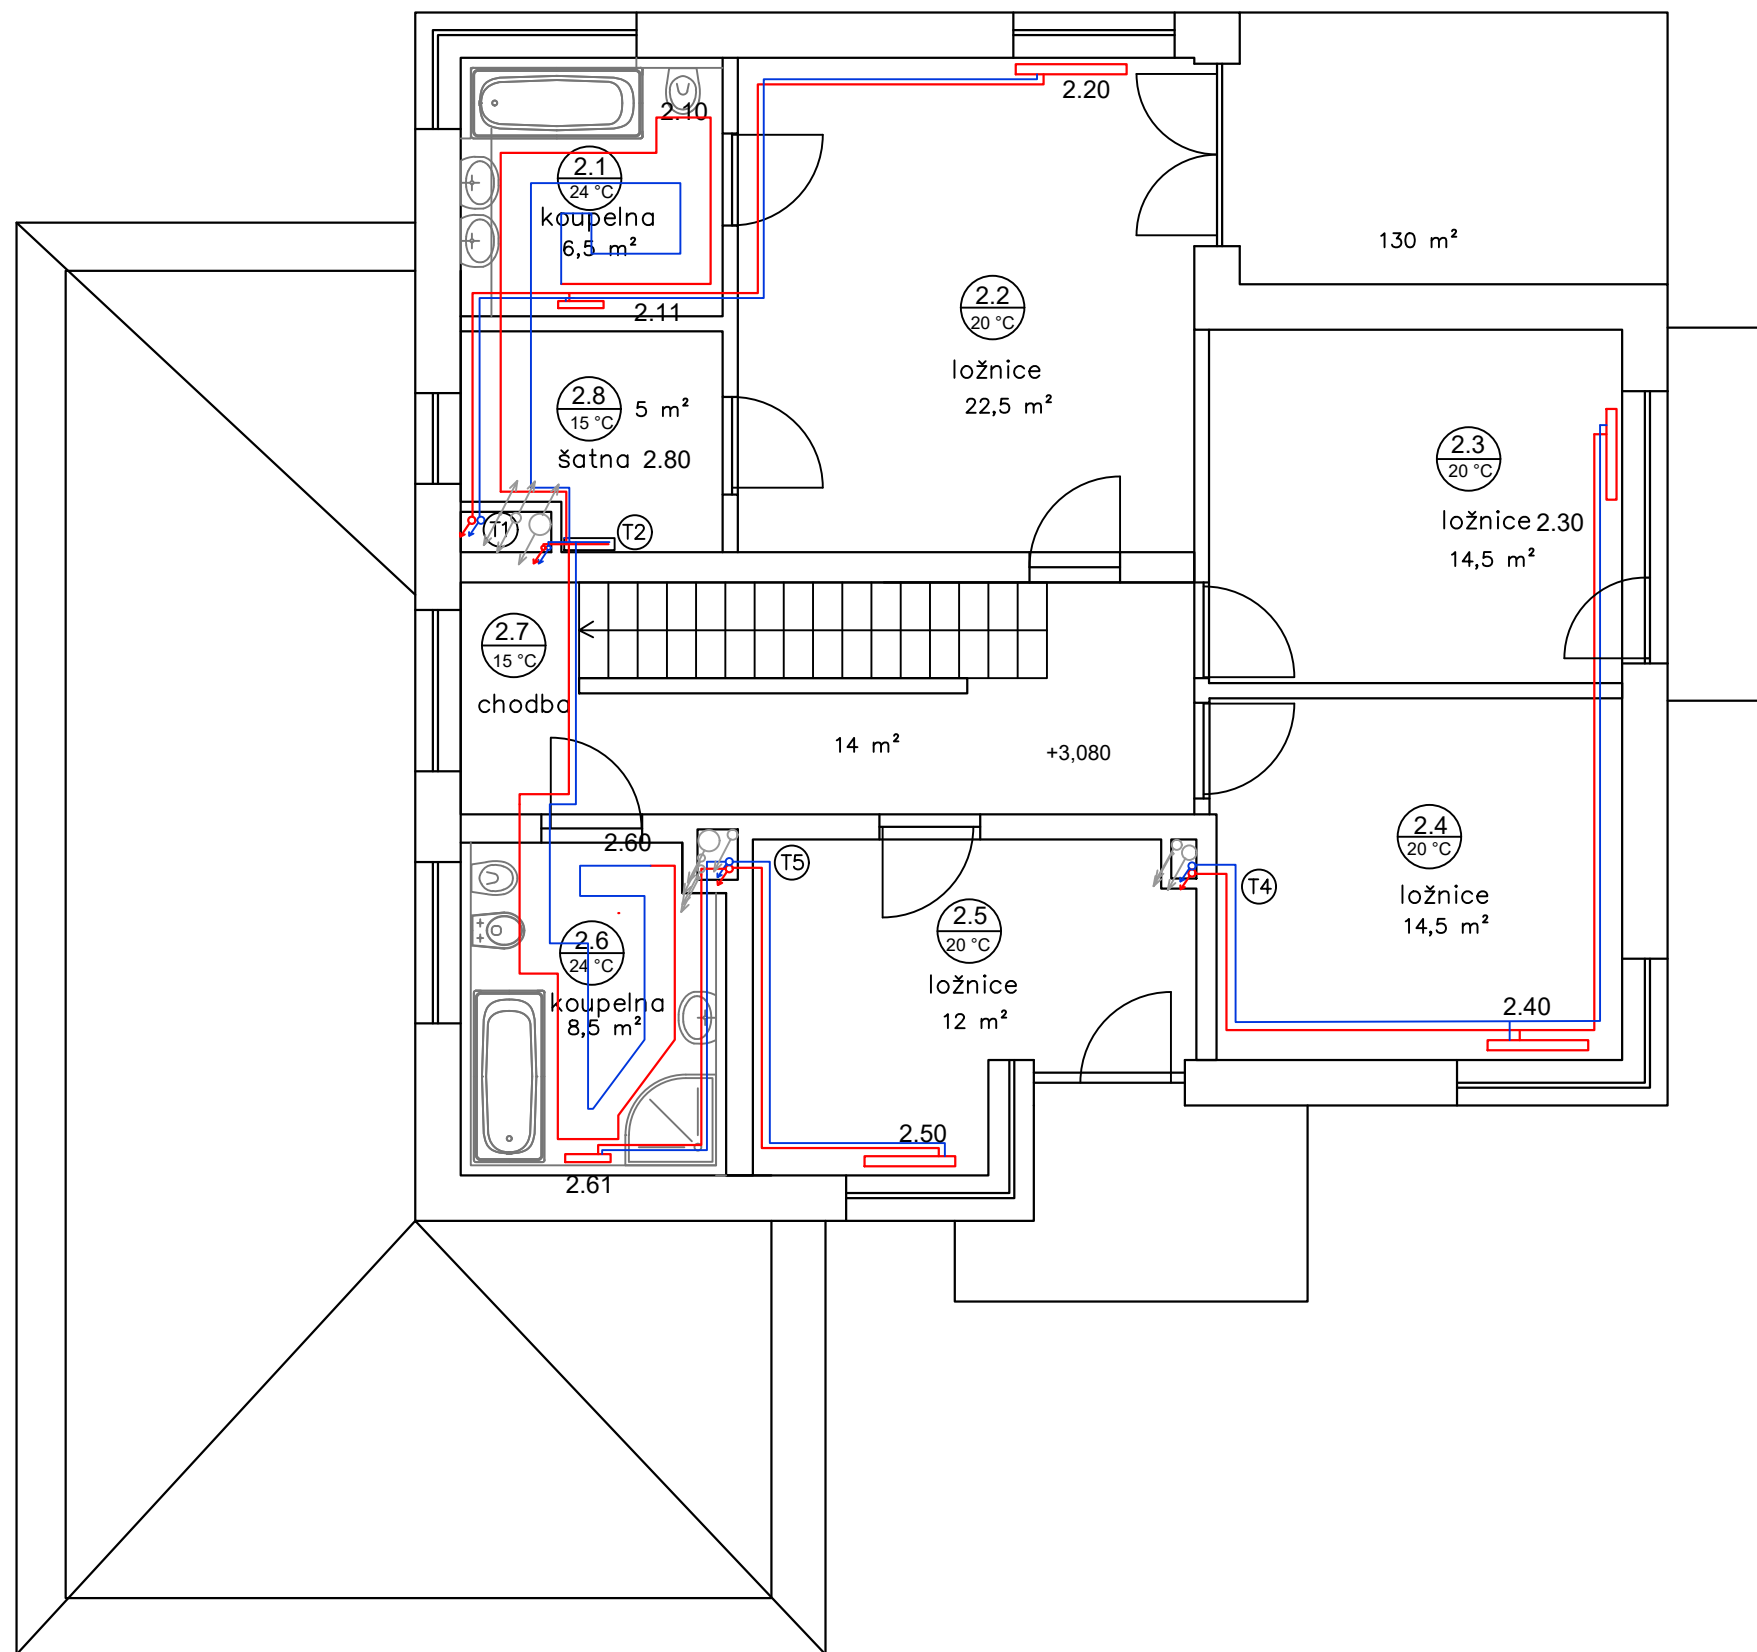 2.20
2.10
2.1
24 °C
koupelna
6,5 m²
2.11
130 m²
2.2
20 °C
ložnice
22,5 m²
2.8
15 °C
5 m²
šatna 2.80
2.3
20 °C
ložnice 2.30
14,5 m²
T1
T2
2.7
15 °C
chodba
14 m²
+3,080
2.60
T5
T4
2.4
20 °C
ložnice
14,5 m²
2.5
20 °C
ložnice
12 m²
2.6
24 °C
koupelna
8,5 m²
2.40
2.50
2.61